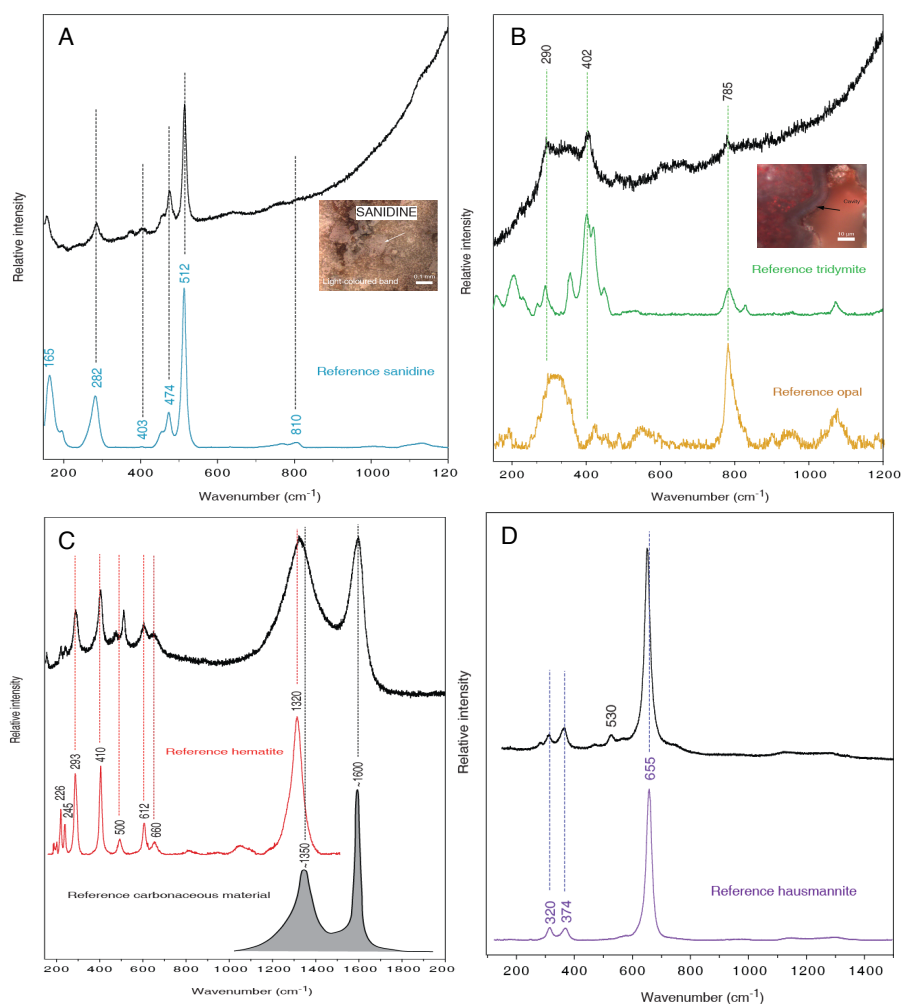 A
SANIDINE
Light-coloured band
0.1 mm
Reference sanidine
165
282
403
474
512
810
Relative intensity
200
400
600
800
1000
120
Wavenumber (cm-1)
B
290
402
785
Cavity
10 µm
Reference tridymite
Reference opal
Relative intensity
200
400
600
800
1000
1200
Wavenumber (cm-1)
C
Reference hematite
226
245
293
410
500
612
660
1320
~1350
~1600
Reference carbonaceous material
Relative intensity
200
400
600
800
1000
1200
1400
1600
1800
200
Wavenumber (cm-1)
D
530
655
320
374
Reference hausmannite
Relative intensity
200
400
600
800
1000
1200
1400
Wavenumber (cm-1)